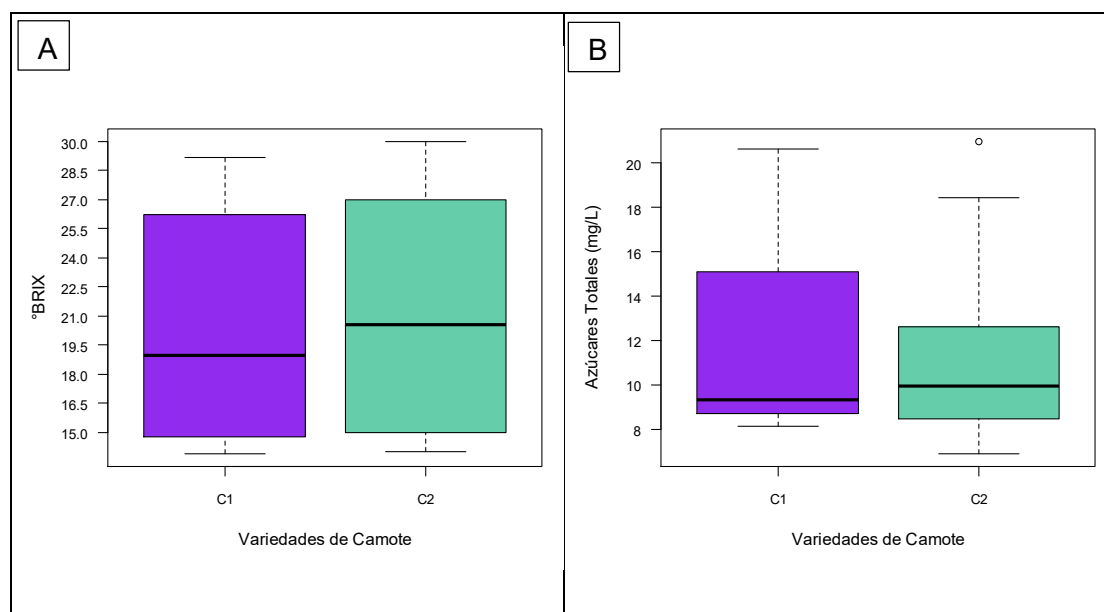 A
°BRIX
30.0
28.5
27.0
25.5
24.0
22.5
21.0
19.5
18.0
16.5
15.0
C1
C2
Variedades de Camote
B
Azúcares Totales (mg/L)
20
18
16
14
12
10
8
C1
C2
Variedades de Camote